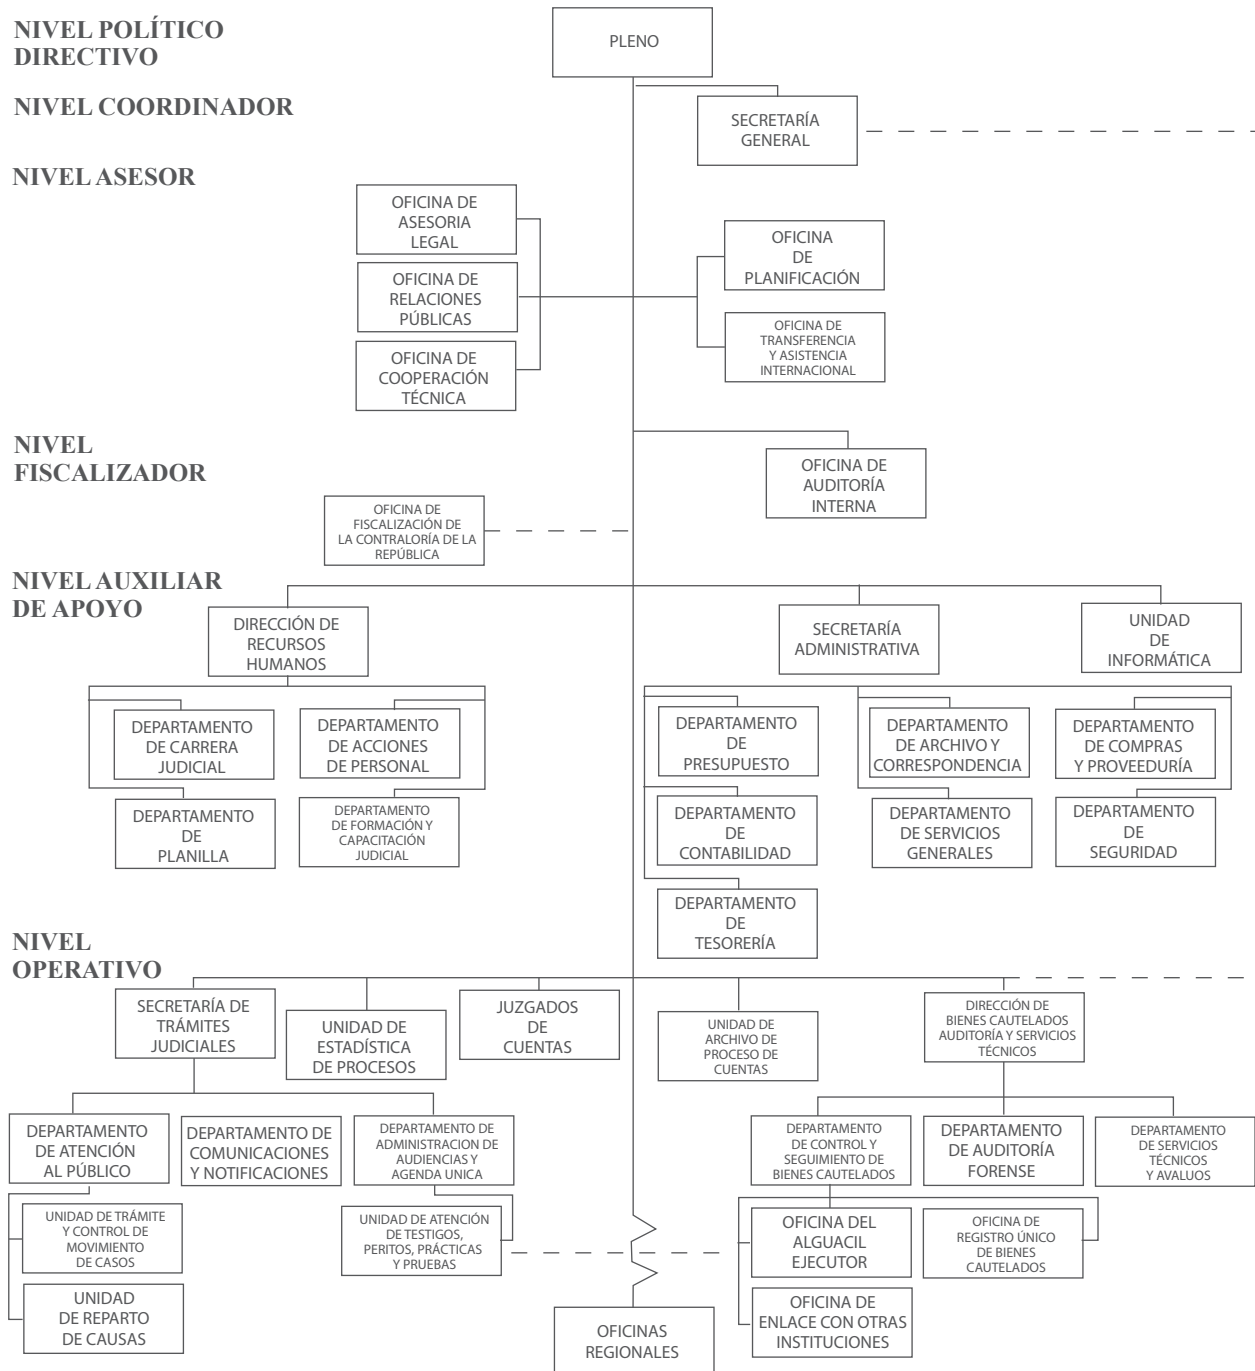 NIVEL POLÍTICO
DIRECTIVO
PLENO
NIVEL COORDINADOR
SECRETARÍA
GENERAL
NIVEL ASESOR
OFICINA DE
ASESORIA
LEGAL
OFICINA
DE
PLANIFICACIÓN
OFICINA DE
RELACIONES
PÚBLICAS
OFICINA DE
TRANSFERENCIA
Y ASISTENCIA
INTERNACIONAL
OFICINA DE
COOPERACIÓN
TÉCNICA
NIVEL
FISCALIZADOR
OFICINA DE
AUDITORÍA
INTERNA
OFICINA DE
FISCALIZACIÓN DE
LA CONTRALORÍA DE LA
REPÚBLICA
NIVEL AUXILIAR
DE APOYO
DIRECCIÓN DE
RECURSOS
HUMANOS
SECRETARÍA
ADMINISTRATIVA
UNIDAD
DE
INFORMÁTICA
DEPARTAMENTO
DE CARRERA
JUDICIAL
DEPARTAMENTO
DE ACCIONES
DE PERSONAL
DEPARTAMENTO
DE
PRESUPUESTO
DEPARTAMENTO
DE ARCHIVO Y
CORRESPONDENCIA
DEPARTAMENTO
DE COMPRAS
Y PROVEEDURÍA
DEPARTAMENTO
DE
PLANILLA
DEPARTAMENTO
DE FORMACIÓN Y
CAPACITACIÓN
JUDICIAL
DEPARTAMENTO
DE
CONTABILIDAD
DEPARTAMENTO
DE SERVICIOS
GENERALES
DEPARTAMENTO
DE
SEGURIDAD
DEPARTAMENTO
DE
TESORERÍA
NIVEL
OPERATIVO
SECRETARÍA DE
TRÁMITES
JUDICIALES
UNIDAD DE
ESTADÍSTICA
DE PROCESOS
JUZGADOS
DE
CUENTAS
UNIDAD DE
ARCHIVO DE
PROCESO DE
CUENTAS
DIRECCIÓN DE
BIENES CAUTELADOS
AUDITORÍA Y SERVICIOS
TÉCNICOS
DEPARTAMENTO
DE ATENCIÓN
AL PÚBLICO
DEPARTAMENTO DE
COMUNICACIONES
Y NOTIFICACIONES
DEPARTAMENTO DE
ADMINISTRACION DE
AUDIENCIAS Y
AGENDA UNICA
DEPARTAMENTO
DE CONTROL Y
SEGUIMIENTO DE
BIENES CAUTELADOS
DEPARTAMENTO
DE AUDITORÍA
FORENSE
DEPARTAMENTO
DE SERVICIOS
TÉCNICOS
Y AVALUOS
UNIDAD DE TRÁMITE
Y CONTROL DE
MOVIMIENTO
DE CASOS
UNIDAD DE ATENCIÓN
DE TESTIGOS,
PERITOS, PRÁCTICAS
Y PRUEBAS
OFICINA DEL
ALGUACIL
EJECUTOR
OFICINA DE
REGISTRO ÚNICO
DE BIENES
CAUTELADOS
UNIDAD
DE REPARTO
DE CAUSAS
OFICINAS
REGIONALES
OFICINA DE
ENLACE CON OTRAS
INSTITUCIONES